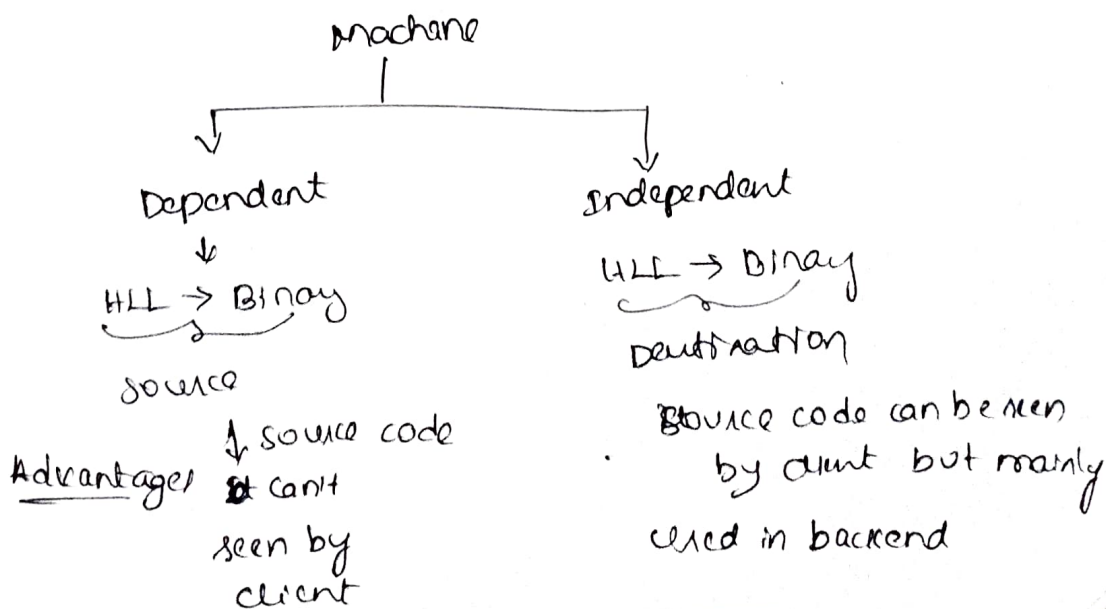 Machine
Dependent
HLL → Binary
source
↓ source code
Advantages can't
seen by
client
Independent
HLL → Binary
Destination
source code can be seen
by client but mainly
used in backend